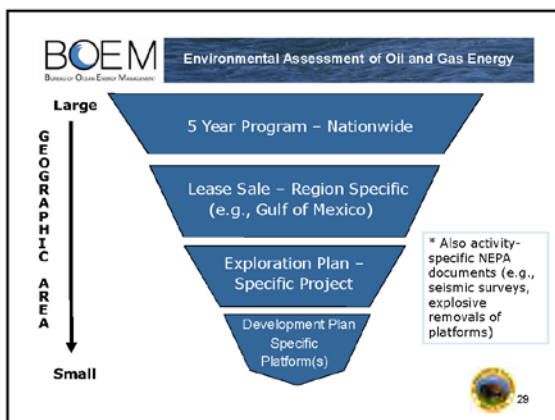 BOEM
BUREAU OF OCEAN ENERGY MANAGEMENT
Environmental Assessment of Oil and Gas Energy
Large
GEOGRAPHIC AREA
Small
5 Year Program – Nationwide
Lease Sale – Region Specific
(e.g., Gulf of Mexico)
Exploration Plan –
Specific Project
Development Plan
Specific
Platform(s)
* Also activity-
specific NEPA
documents (e.g.,
seismic surveys,
explosive
removals of
platforms)
29